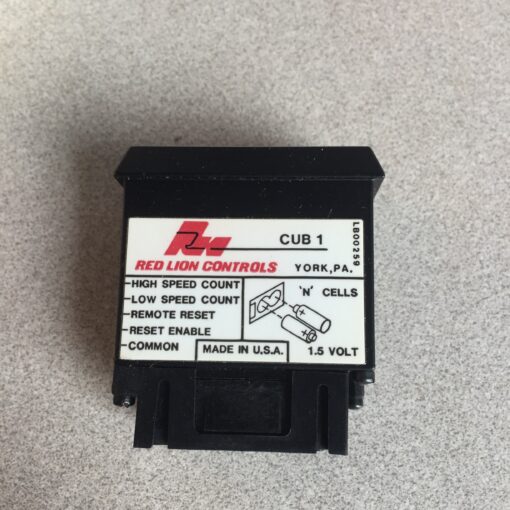 CUB 1
RED LION CONTROLS
YORK, PA.
LB00259
HIGH SPEED COUNT
LOW SPEED COUNT
REMOTE RESET
RESET ENABLE
COMMON
'N' CELLS
MADE IN U.S.A.
1.5 VOLT